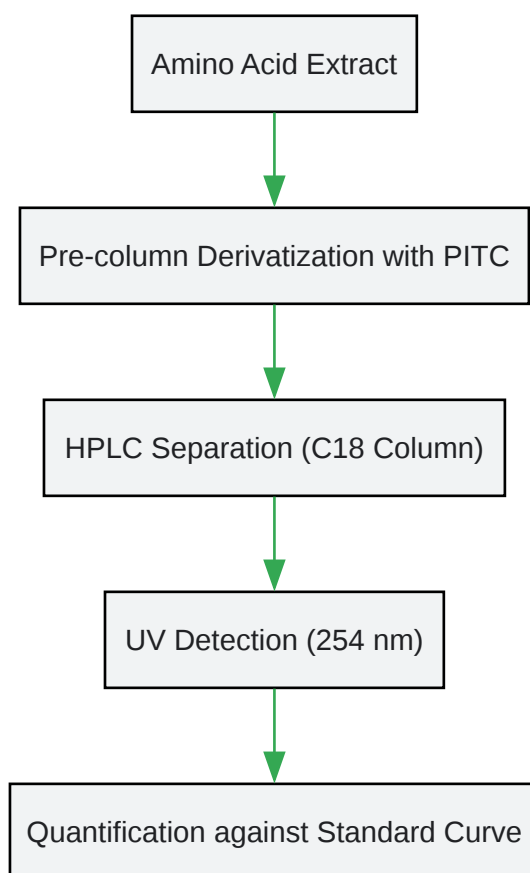 Amino Acid Extract
Pre-column Derivatization with PITC
HPLC Separation (C18 Column)
UV Detection (254 nm)
Quantification against Standard Curve